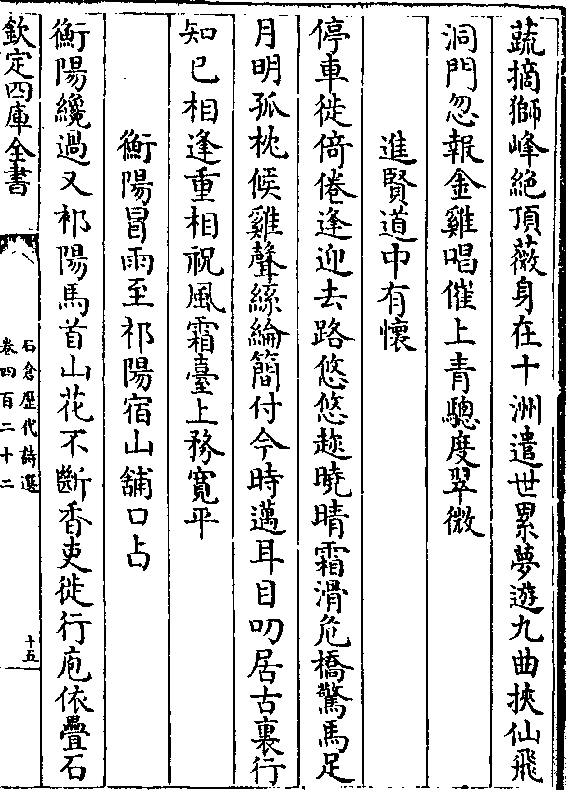 蔬摘獅峰絶頂薇身在十洲遣世累夢遊九曲挾仙飛
洞門忽報金雞唱催上青驄度翠微
進賢道中有懷
停車徙倚倦逢迎去路悠悠趂曉晴霜滑危橋驚馬足
月明孤枕候雞聲絲綸簡付今時邁耳目叨居古裏行
知已相逢重相祝風霜臺上務寛平
衡陽冒雨至祁陽宿山舖口占
衡陽纔過又祁陽馬首山花不斷香吏徙行庖依疊石
欽定四庫全書
石倉歴代詩選
卷四百二十二
十五